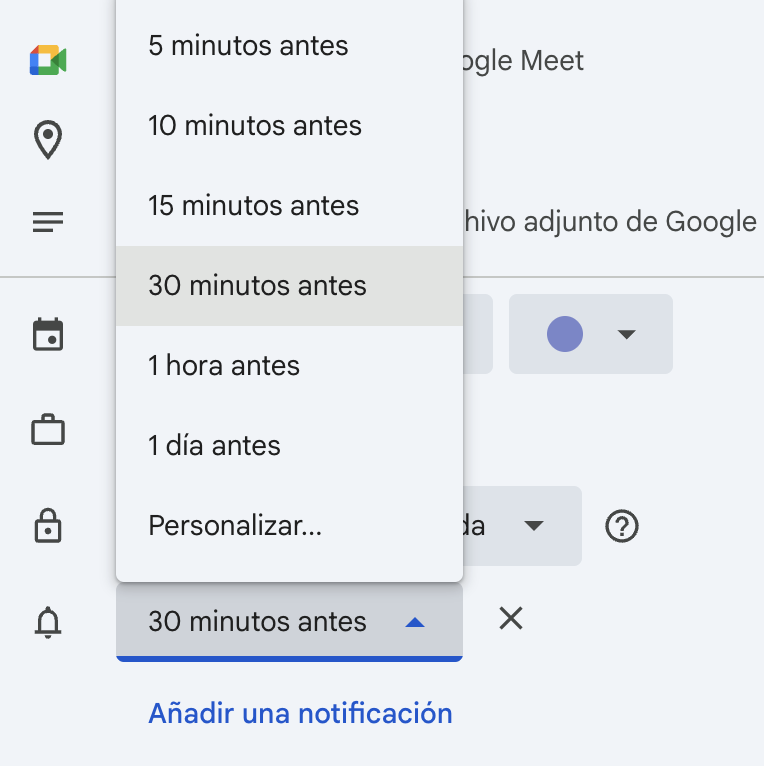 5 minutos antes
ogle Meet
10 minutos antes
15 minutos antes
hivo adjunto de Google
30 minutos antes
1 hora antes
1 día antes
Personalizar...
da
30 minutos antes
Añadir una notificación